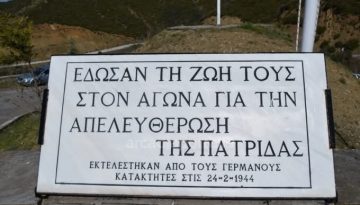 ΕΔΩΣΑΝ ΤΗ ΖΩΗ ΤΟΥΣ
ΣΤΟΝ ΑΓΩΝΑ ΓΙΑ ΤΗΝ
ΑΠΕΛΕΥΘΕΡΩΣΗ
ΤΗΣ ΠΑΤΡΙΔΑΣ
ΕΚΤΕΛΕΣΤΗΚΑΝ ΑΠΟ ΤΟΥΣ ΓΕΡΜΑΝΟΥΣ
ΚΑΤΑΚΤΗΤΕΣ ΣΤΙΣ 24-2-1944